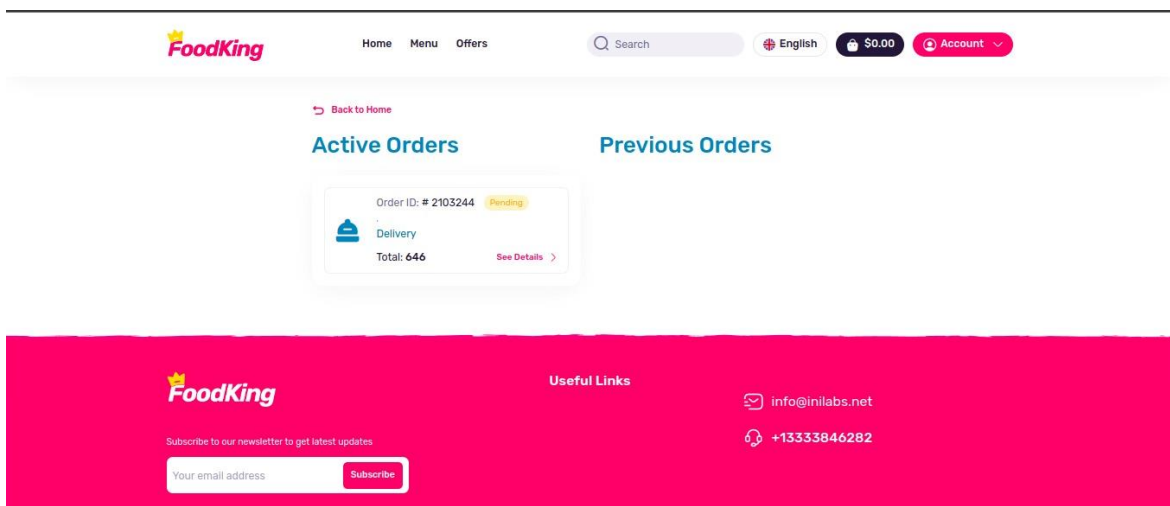 FoodKing
Home Menu Offers
Search
English
$0.00
Account
Back to Home
Active Orders
Previous Orders
Order ID: # 2103244 Pending
.
Delivery
Total: 646
See Details
FoodKing
Useful Links
info@inilabs.net
+13333846282
Subscribe to our newsletter to get latest updates
Your email address
Subscribe